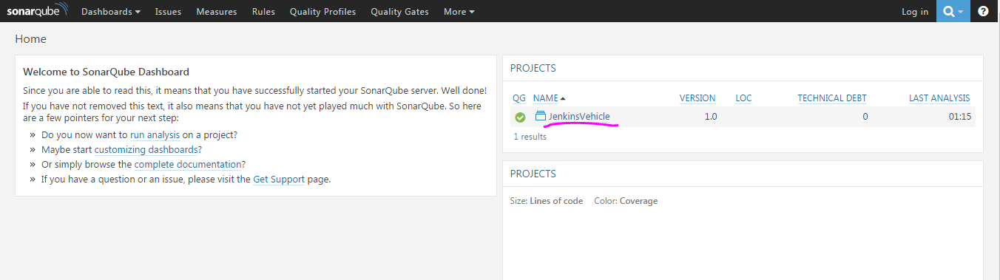 sonarqube Dashboards Issues Measures Rules Quality Profiles Quality Gates More Log in ?
Home
Welcome to SonarQube Dashboard
Since you are able to read this, it means that you have successfully started your SonarQube server. Well done!
If you have not removed this text, it also means that you have not yet played much with SonarQube. So here
are a few pointers for your next step:
» Do you now want to run analysis on a project?
» Maybe start customizing dashboards?
» Or simply browse the complete documentation?
» If you have a question or an issue, please visit the Get Support page.
PROJECTS
QG NAME VERSION LOC TECHNICAL DEBT LAST ANALYSIS
JenkinsVehicle 1.0 0 01:15
1 results
PROJECTS
Size: Lines of code Color: Coverage